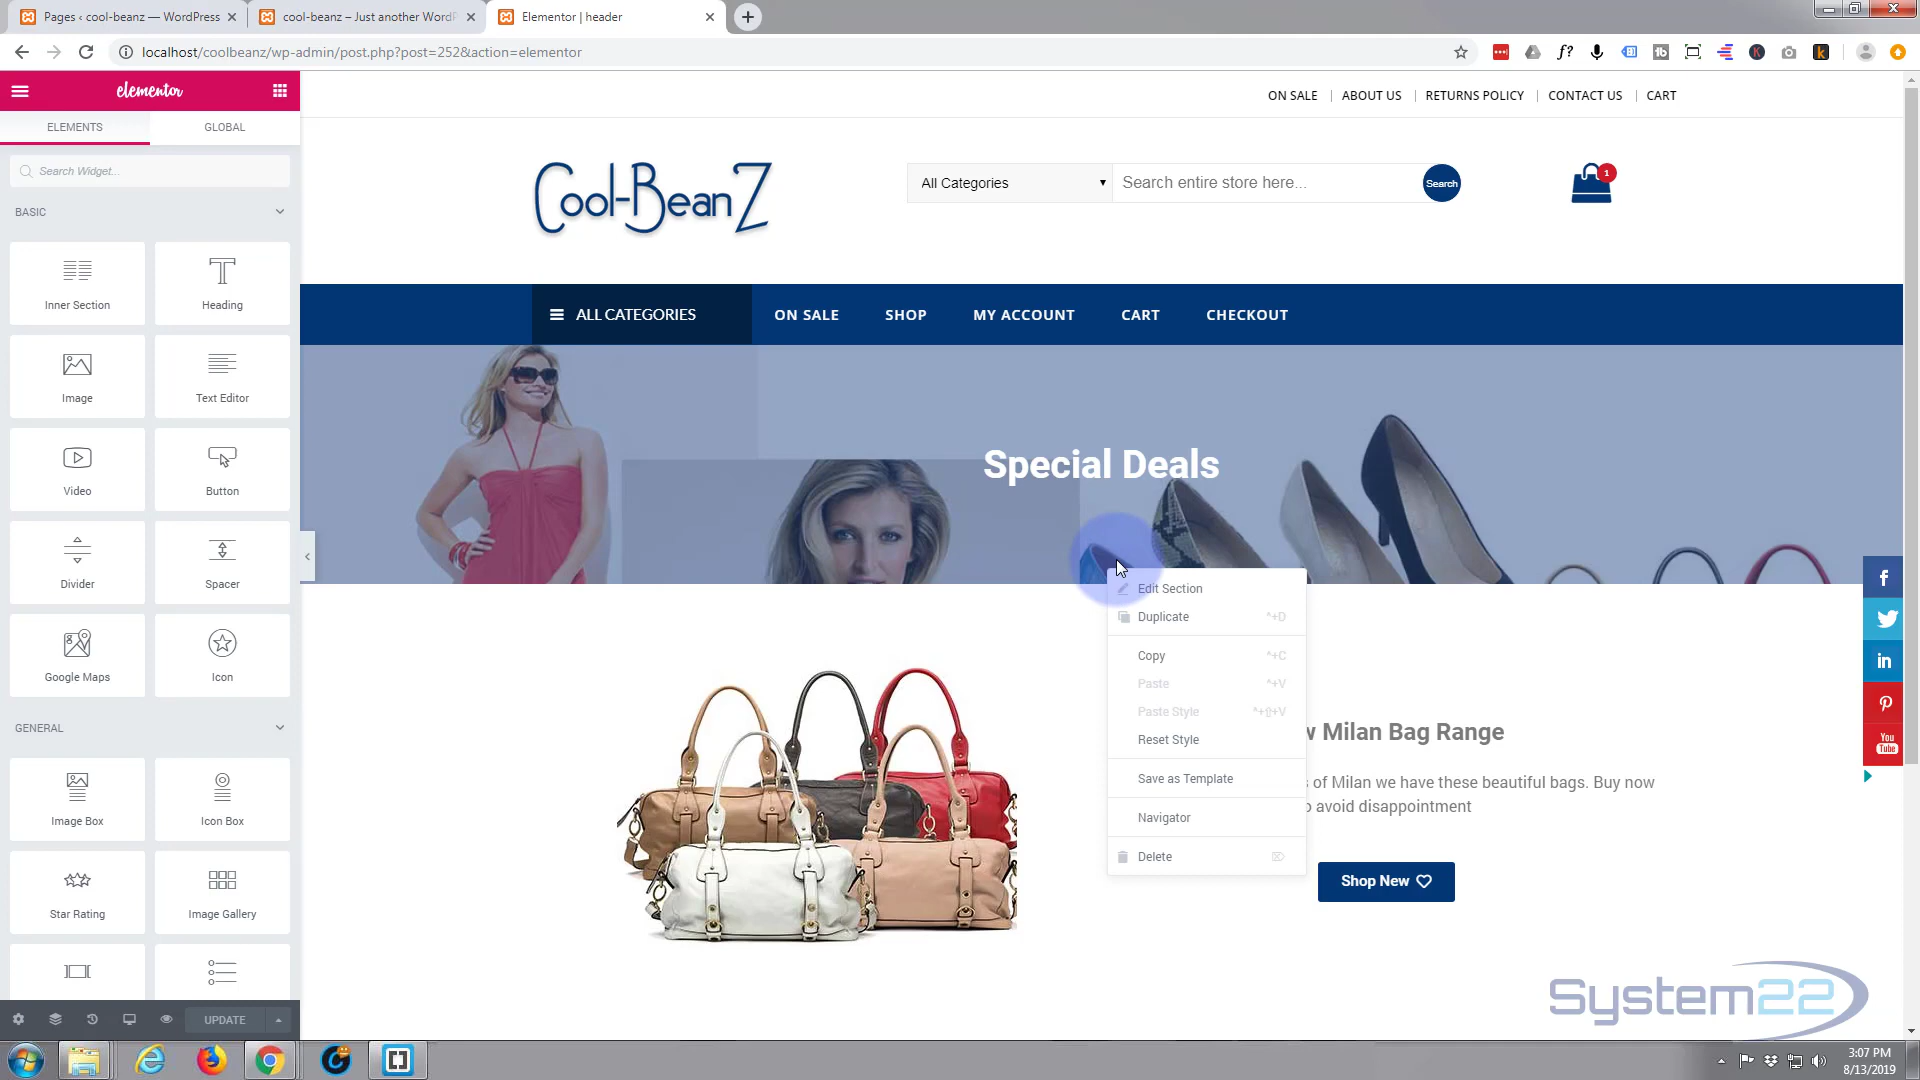 Pages ‹ cool-beanz — WordPress
cool-beanz – Just another WordP
Elementor | header
localhost/coolbeanz/wp-admin/post.php?post=252&action=elementor
elementor
ELEMENTS
GLOBAL
Search Widget...
BASIC
Inner Section
Heading
Image
Text Editor
Video
Button
Divider
Spacer
Google Maps
Icon
GENERAL
Image Box
Icon Box
Star Rating
Image Gallery
UPDATE
ON SALE
ABOUT US
RETURNS POLICY
CONTACT US
CART
Cool-BeanZ
All Categories
Search entire store here...
Search
1
ALL CATEGORIES
ON SALE
SHOP
MY ACCOUNT
CART
CHECKOUT
Special Deals
Edit Section
Duplicate ^+D
Copy ^+C
Paste ^+V
Paste Style ^+⇧+V
Reset Style
Save as Template
Navigator
Delete
Milan Bag Range
of Milan we have these beautiful bags. Buy now
avoid disappointment
Shop New
You
Tube
System22
3:07 PM
8/13/2019